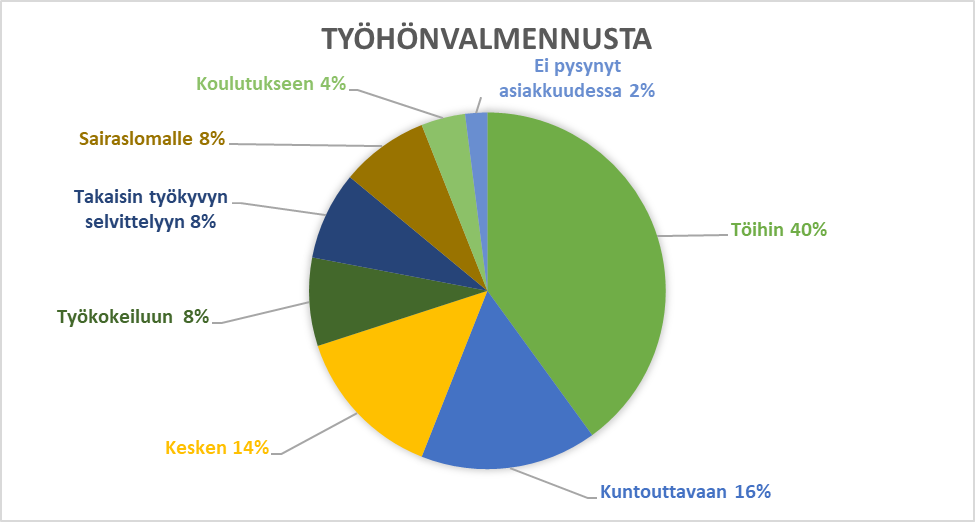 TYÖHÖNVALMENNUSTA
Ei pysynyt
asiakkuudessa 2%
Koulutukseen 4%
Sairaslomalle 8%
Takaisin työkyvyn
selvittelyyn 8%
Työkokeiluun 8%
Kesken 14%
Kuntouttavaan 16%
Töihin 40%